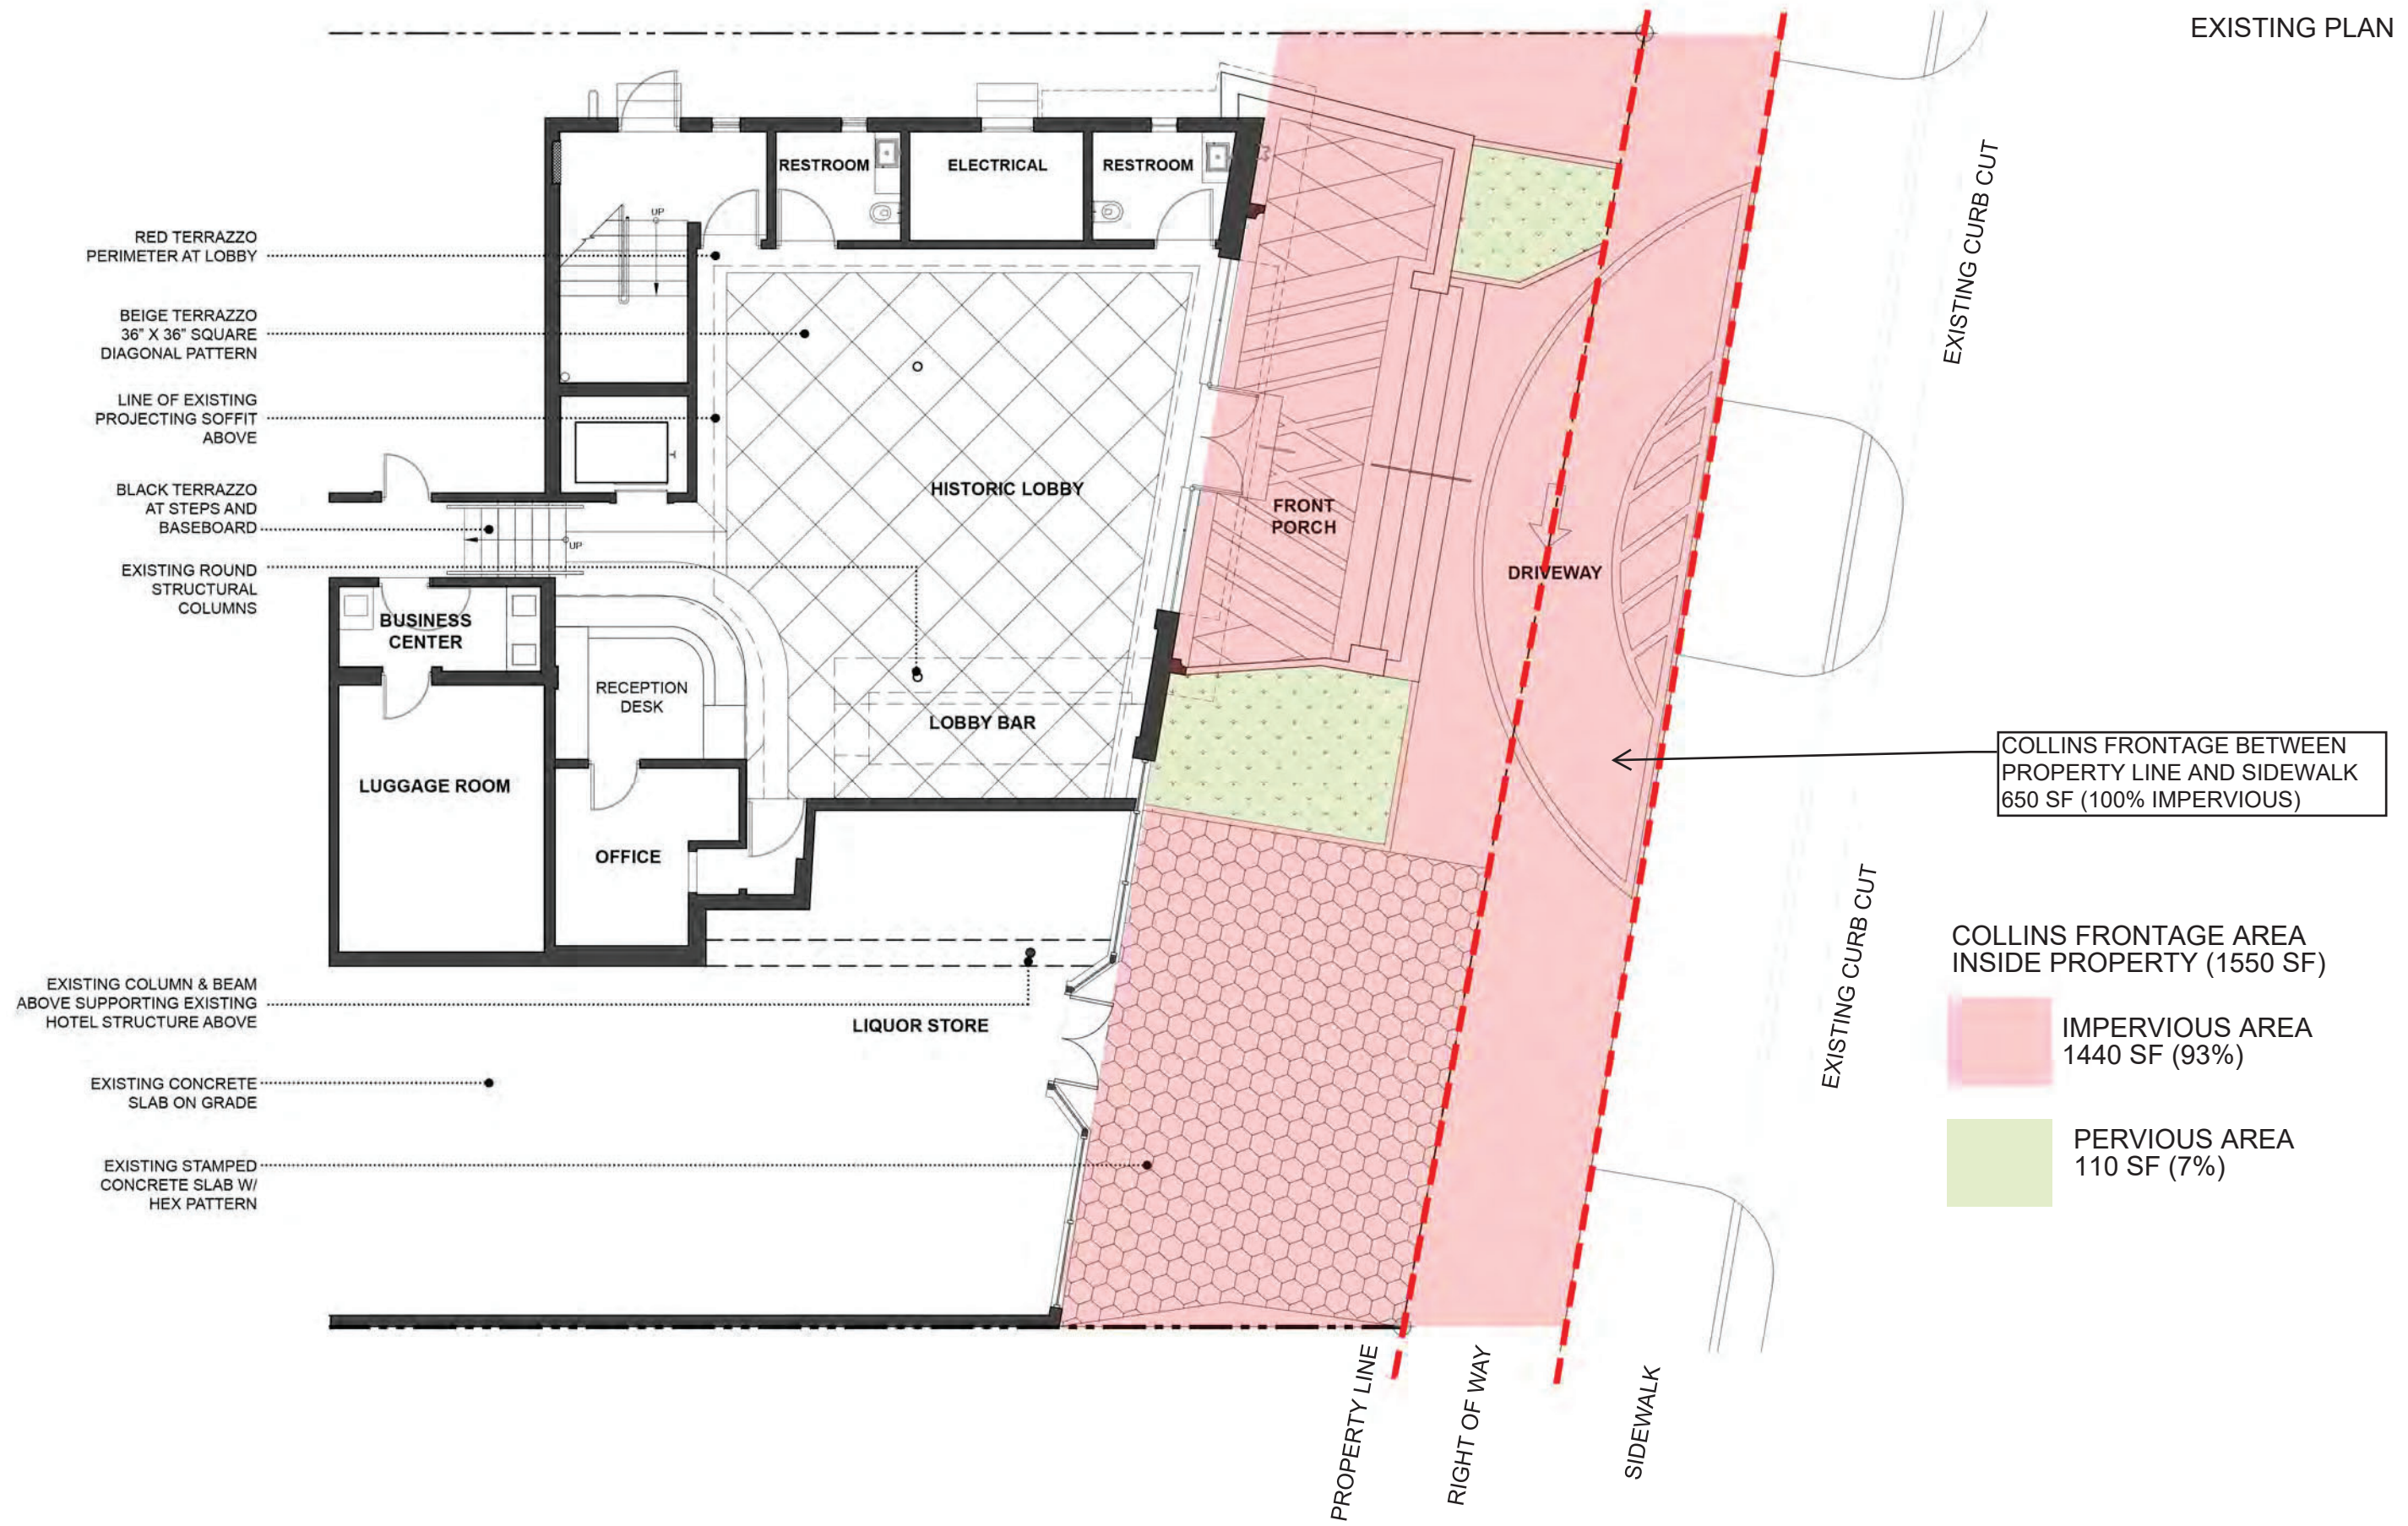 EXISTING PLAN
RESTROOM
ELECTRICAL
RESTROOM
UP
RED TERRAZZO
PERIMETER AT LOBBY
BEIGE TERRAZZO
36" X 36" SQUARE
DIAGONAL PATTERN
LINE OF EXISTING
PROJECTING SOFFIT
ABOVE
BLACK TERRAZZO
AT STEPS AND
BASEBOARD
UP
EXISTING ROUND
STRUCTURAL
COLUMNS
HISTORIC LOBBY
FRONT
PORCH
DRIVEWAY
EXISTING CURB CUT
BUSINESS
CENTER
RECEPTION
DESK
LOBBY BAR
LUGGAGE ROOM
OFFICE
COLLINS FRONTAGE BETWEEN
PROPERTY LINE AND SIDEWALK
650 SF (100% IMPERVIOUS)
EXISTING CURB CUT
COLLINS FRONTAGE AREA
INSIDE PROPERTY (1550 SF)
IMPERVIOUS AREA
1440 SF (93%)
PERVIOUS AREA
110 SF (7%)
EXISTING COLUMN & BEAM
ABOVE SUPPORTING EXISTING
HOTEL STRUCTURE ABOVE
LIQUOR STORE
EXISTING CONCRETE
SLAB ON GRADE
EXISTING STAMPED
CONCRETE SLAB W/
HEX PATTERN
PROPERTY LINE
RIGHT OF WAY
SIDEWALK